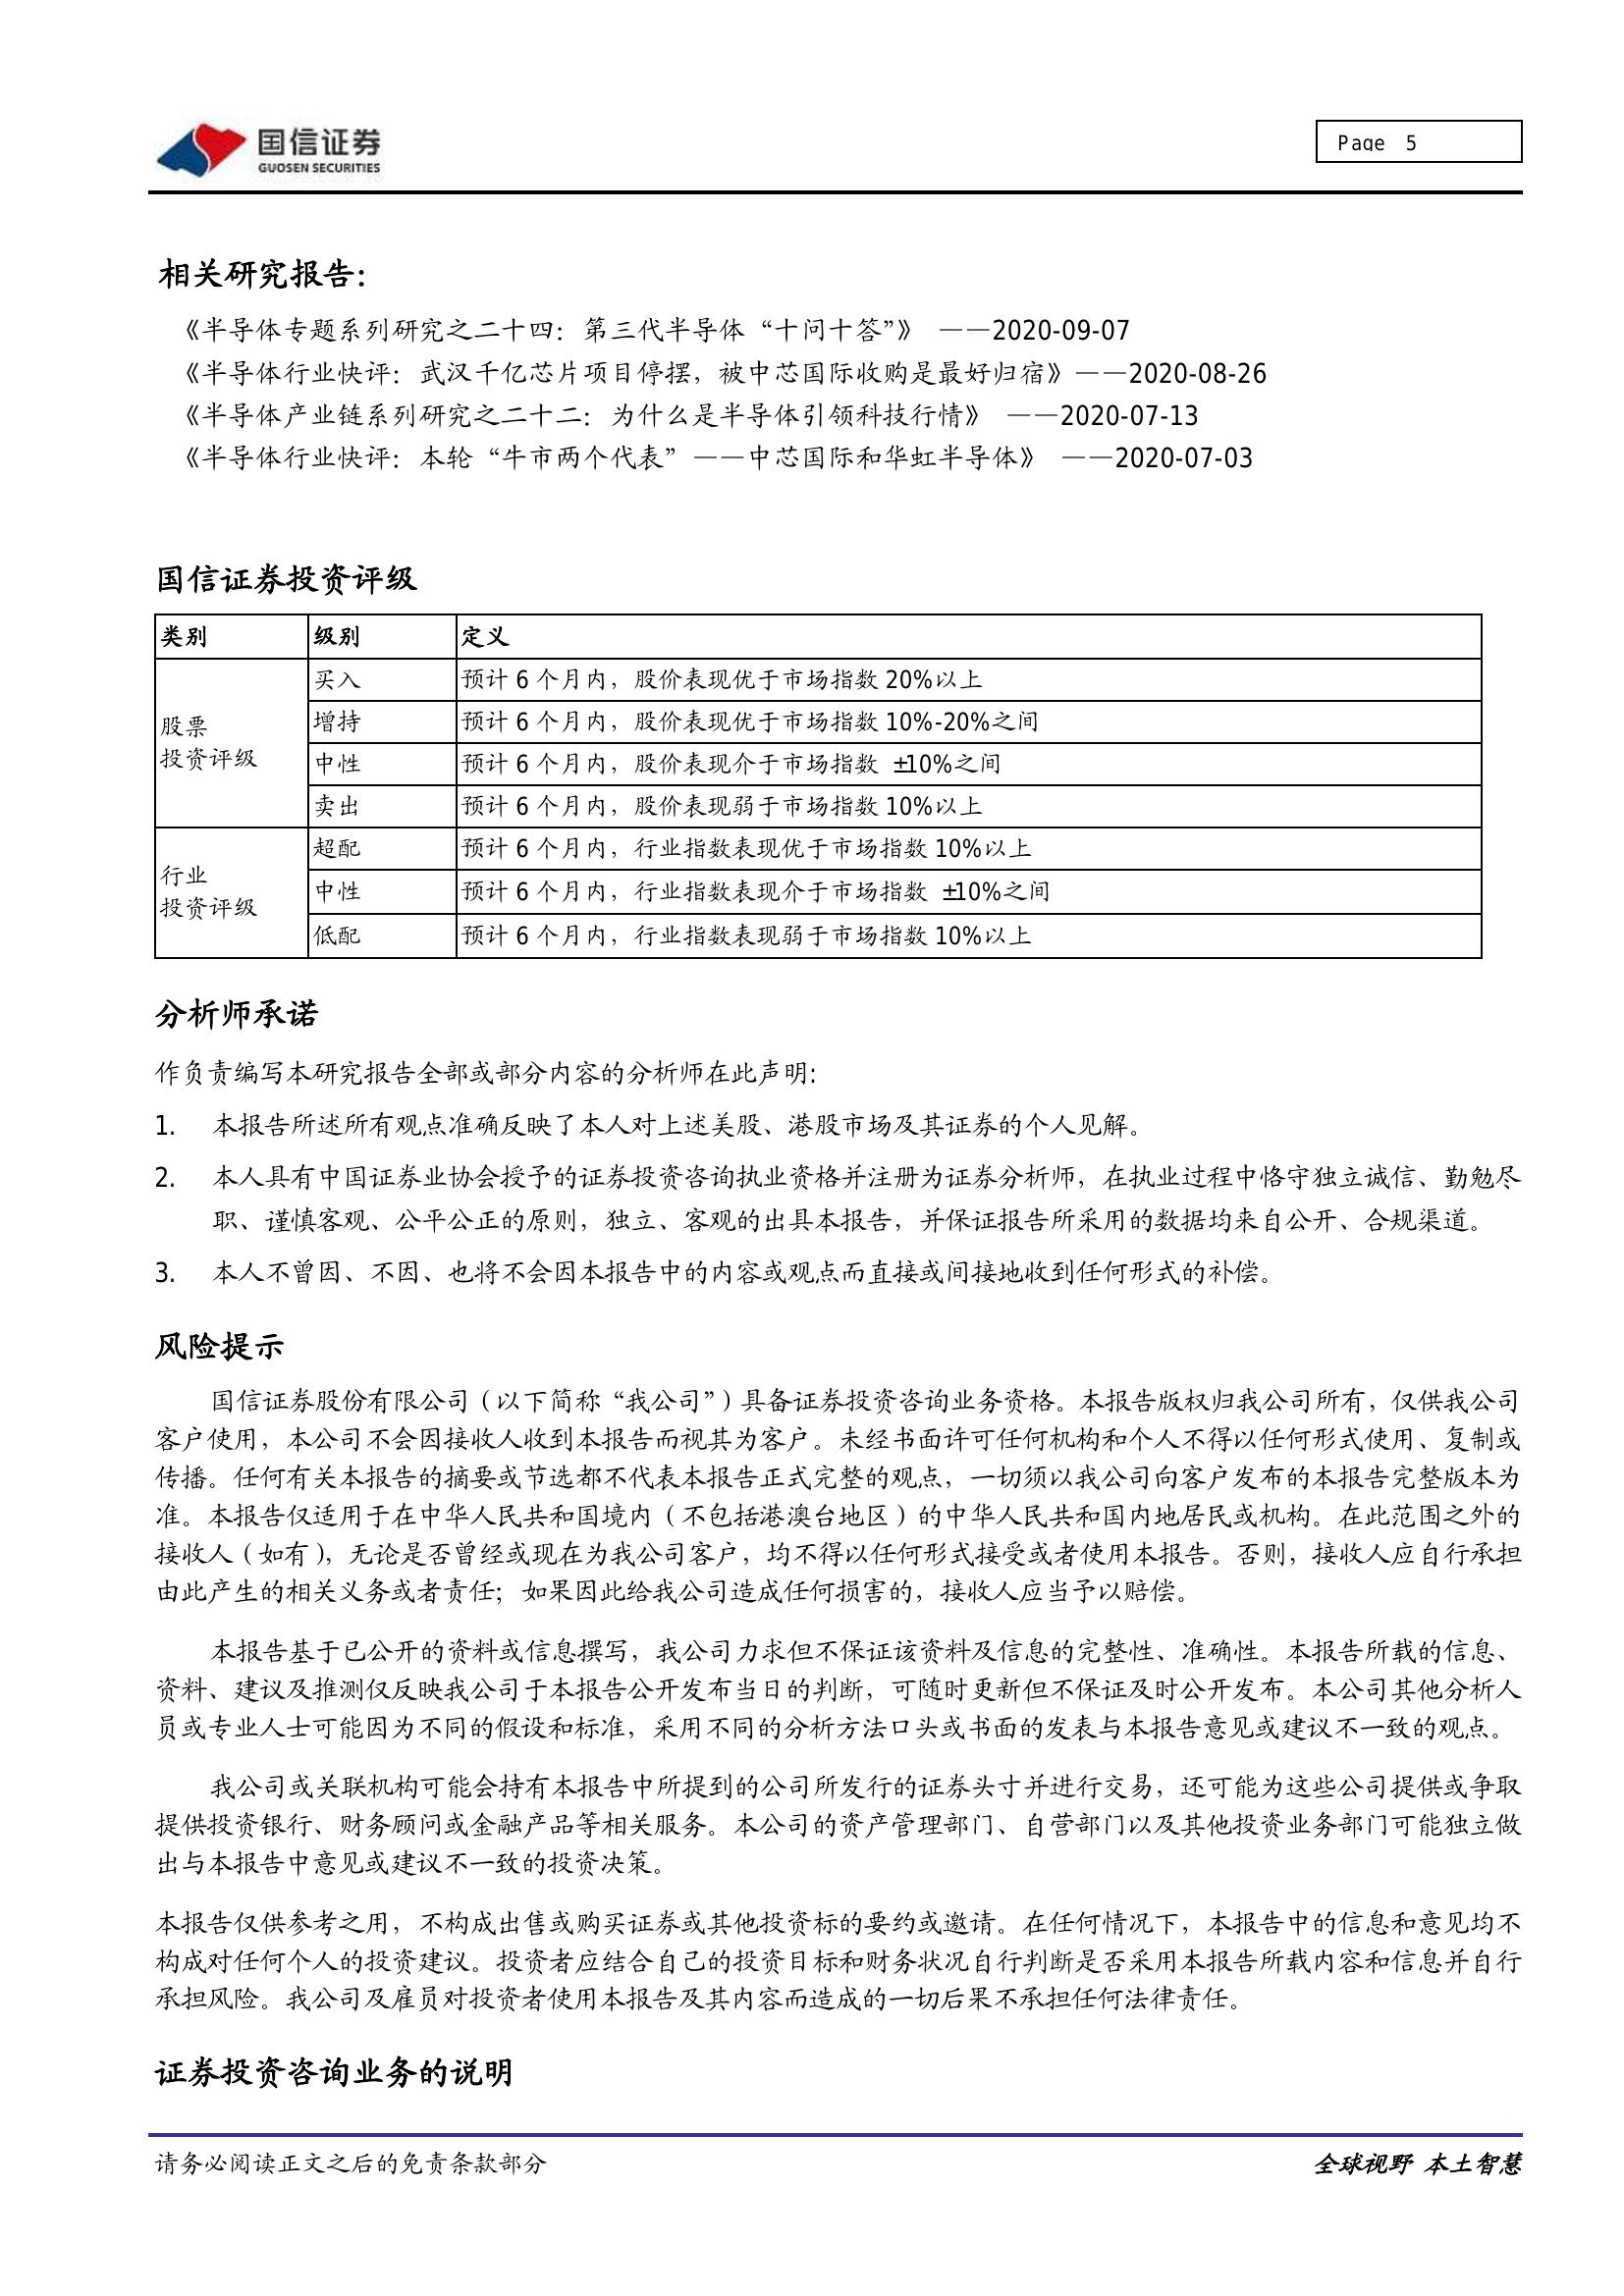 国信证券
GUOSEN SECURITIES
Page 5
相关研究报告：
《半导体专题系列研究之二十四：第三代半导体“十问十答”》 ——2020-09-07
《半导体行业快评：武汉千亿芯片项目停摆，被中芯国际收购是最好归宿》——2020-08-26
《半导体产业链系列研究之二十二：为什么是半导体引领科技行情》 ——2020-07-13
《半导体行业快评：本轮“牛市两个代表”——中芯国际和华虹半导体》 ——2020-07-03
国信证券投资评级
类别 级别 定义
股票
投资评级
买入 预计 6 个月内，股价表现优于市场指数 20%以上
增持 预计 6 个月内，股价表现优于市场指数 10%-20%之间
中性 预计 6 个月内，股价表现介于市场指数 ±10%之间
卖出 预计 6 个月内，股价表现弱于市场指数 10%以上
行业
投资评级
超配 预计 6 个月内，行业指数表现优于市场指数 10%以上
中性 预计 6 个月内，行业指数表现介于市场指数 ±10%之间
低配 预计 6 个月内，行业指数表现弱于市场指数 10%以上
分析师承诺
作负责编写本研究报告全部或部分内容的分析师在此声明：
1. 本报告所述所有观点准确反映了本人对上述美股、港股市场及其证券的个人见解。
2. 本人具有中国证券业协会授予的证券投资咨询执业资格并注册为证券分析师，在执业过程中恪守独立诚信、勤勉尽
职、谨慎客观、公平公正的原则，独立、客观的出具本报告，并保证报告所采用的数据均来自公开、合规渠道。
3. 本人不曾因、不因、也将不会因本报告中的内容或观点而直接或间接地收到任何形式的补偿。
风险提示
国信证券股份有限公司（以下简称“我公司”）具备证券投资咨询业务资格。本报告版权归我公司所有，仅供我公司
客户使用，本公司不会因接收人收到本报告而视其为客户。未经书面许可任何机构和个人不得以任何形式使用、复制或
传播。任何有关本报告的摘要或节选都不代表本报告正式完整的观点，一切须以我公司向客户发布的本报告完整版本为
准。本报告仅适用于在中华人民共和国境内（不包括港澳台地区）的中华人民共和国内地居民或机构。在此范围之外的
接收人（如有），无论是否曾经或现在为我公司客户，均不得以任何形式接受或者使用本报告。否则，接收人应自行承担
由此产生的相关义务或者责任；如果因此给我公司造成任何损害的，接收人应当予以赔偿。
本报告基于已公开的资料或信息撰写，我公司力求但不保证该资料及信息的完整性、准确性。本报告所载的信息、
资料、建议及推测仅反映我公司于本报告公开发布当日的判断，可随时更新但不保证及时公开发布。本公司其他分析人
员或专业人士可能因为不同的假设和标准，采用不同的分析方法口头或书面的发表与本报告意见或建议不一致的观点。
我公司或关联机构可能会持有本报告中所提到的公司所发行的证券头寸并进行交易，还可能为这些公司提供或争取
提供投资银行、财务顾问或金融产品等相关服务。本公司的资产管理部门、自营部门以及其他投资业务部门可能独立做
出与本报告中意见或建议不一致的投资决策。
本报告仅供参考之用，不构成出售或购买证券或其他投资标的要约或邀请。在任何情况下，本报告中的信息和意见均不
构成对任何个人的投资建议。投资者应结合自己的投资目标和财务状况自行判断是否采用本报告所载内容和信息并自行
承担风险。我公司及雇员对投资者使用本报告及其内容而造成的一切后果不承担任何法律责任。
证券投资咨询业务的说明
请务必阅读正文之后的免责条款部分
全球视野 本土智慧